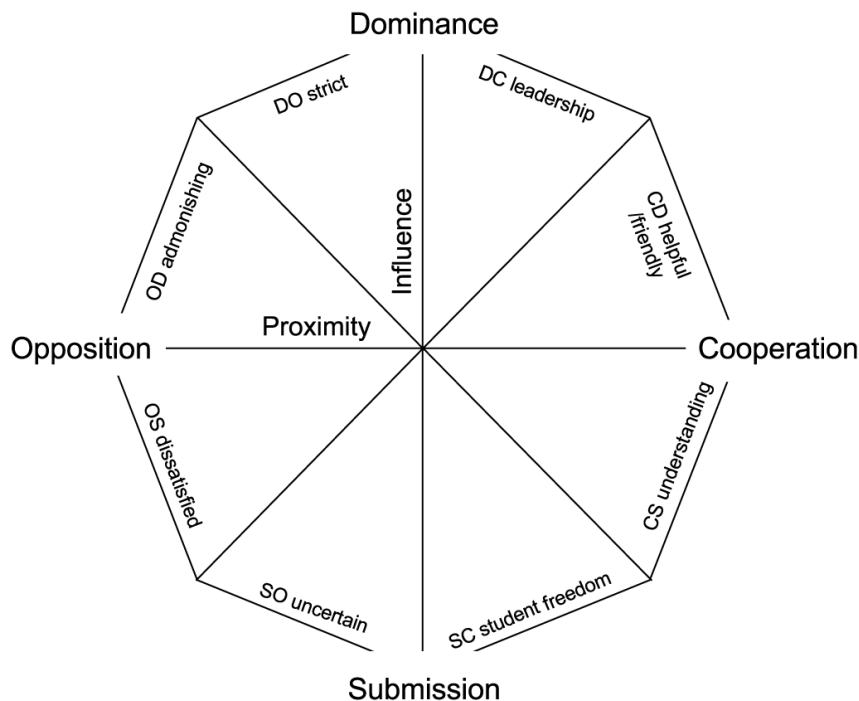 Dominance
DO strict
DC leadership
OD admonishing
Influence
CD helpful
/friendly
Proximity
Opposition
Cooperation
OS dissatisfied
CS understanding
SO uncertain
SC student freedom
Submission